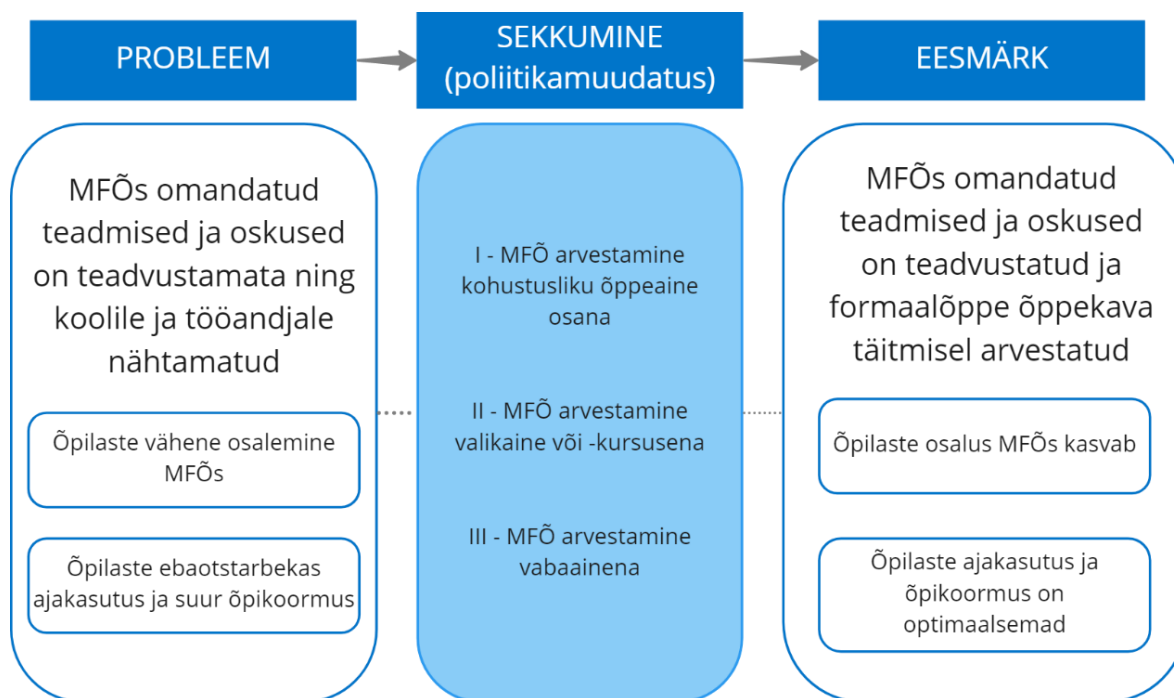 PROBLEEM
SEKKUMINE
(poliitikamuudatus)
EESMÄRK
MFÕs omandatud
teadmised ja oskused
on teadvustamata ning
koolile ja tööandjale
nähtamatud
Õpilaste vähene osalemine
MFÕs
Õpilaste ebaotstarbekas
ajakasutus ja suur õpikoormus
I - MFÕ arvestamine
kohustusliku õppeaine
osana
II - MFÕ arvestamine
valikaine või -kursusena
III - MFÕ arvestamine
vabaainena
MFÕs omandatud
teadmised ja oskused
on teadvustatud ja
formaalõppe õppekava
täitmisel arvestatud
Õpilaste osalus MFÕs kasvab
Õpilaste ajakasutus ja
õpikoormus on
optimaalsemad